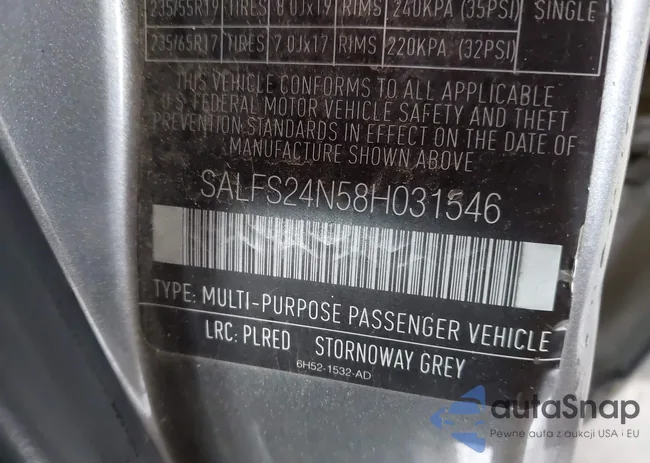 235/55R19 TIRES 8.0Jx19 RIMS 240KPA (35PSI) SINGLE
235/65R17 TIRES 7.0Jx17 RIMS 220KPA (32PSI)
THIS VEHICLE CONFORMS TO ALL APPLICABLE
U.S. FEDERAL MOTOR VEHICLE SAFETY AND THEFT
PREVENTION STANDARDS IN EFFECT ON THE DATE OF
MANUFACTURE SHOWN ABOVE
SALFS24N58H031546
TYPE: MULTI-PURPOSE PASSENGER VEHICLE
LRC: PLRED STORNOWAY GREY
6H52-1532-AD
autaSnap
Pewne auta z aukcji USA i EU